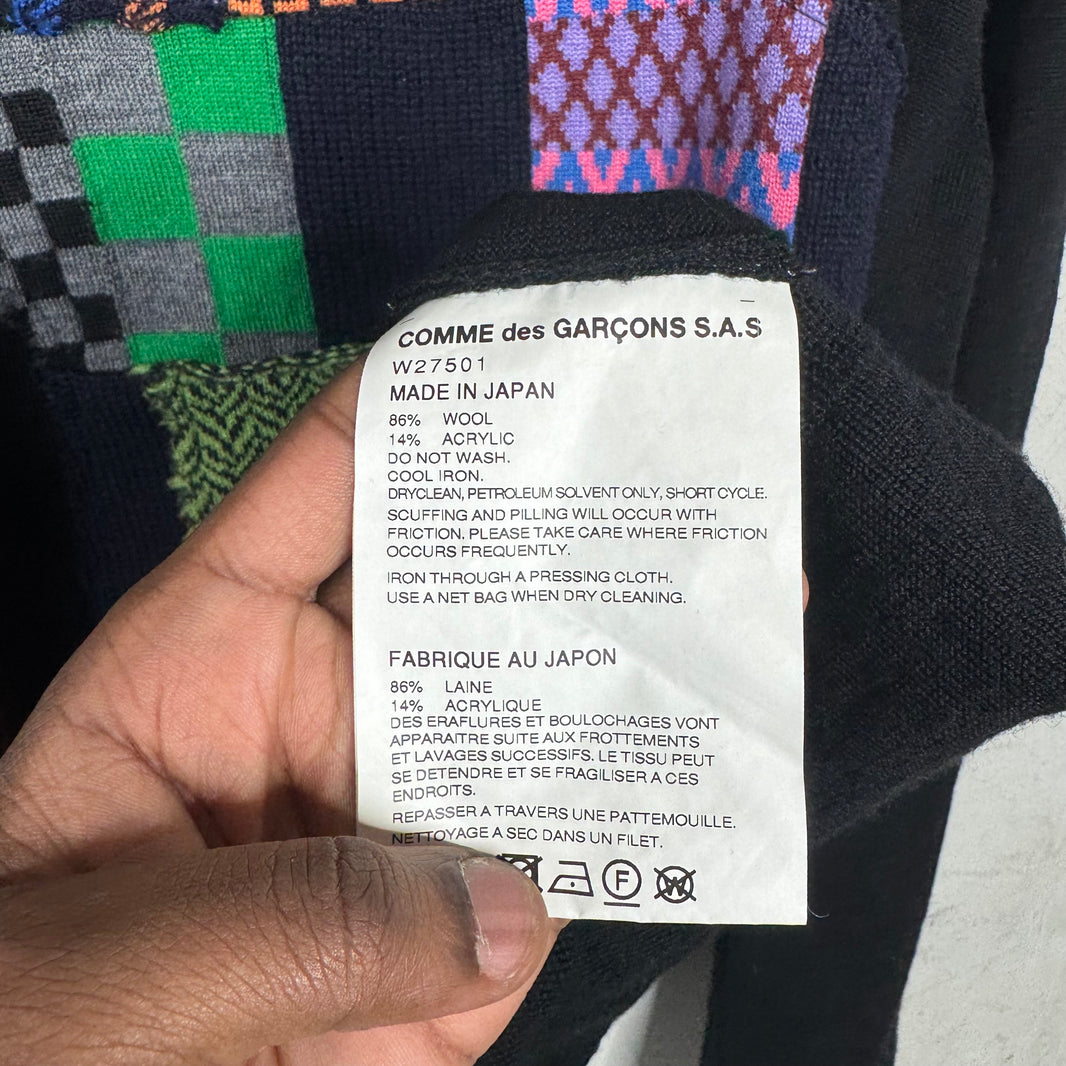 COMME des GARÇONS S.A.S
W27501
MADE IN JAPAN
86% WOOL
14% ACRYLIC
DO NOT WASH.
COOL IRON.
DRYCLEAN, PETROLEUM SOLVENT ONLY, SHORT CYCLE.
SCUFFING AND PILLING WILL OCCUR WITH
FRICTION. PLEASE TAKE CARE WHERE FRICTION
OCCURS FREQUENTLY.
IRON THROUGH A PRESSING CLOTH.
USE A NET BAG WHEN DRY CLEANING.
FABRIQUE AU JAPON
86% LAINE
14% ACRYLIQUE
DES ERAFLURES ET BOULOCHAGES VONT
APPARAITRE SUITE AUX FROTTEMENTS
ET LAVAGES SUCCESSIFS. LE TISSU PEUT
SE DETENDRE ET SE FRAGILISER A CES
ENDROITS.
REPASSER A TRAVERS UNE PATTEMOUILLE.
NETTOYAGE A SEC DANS UN FILET.
F W